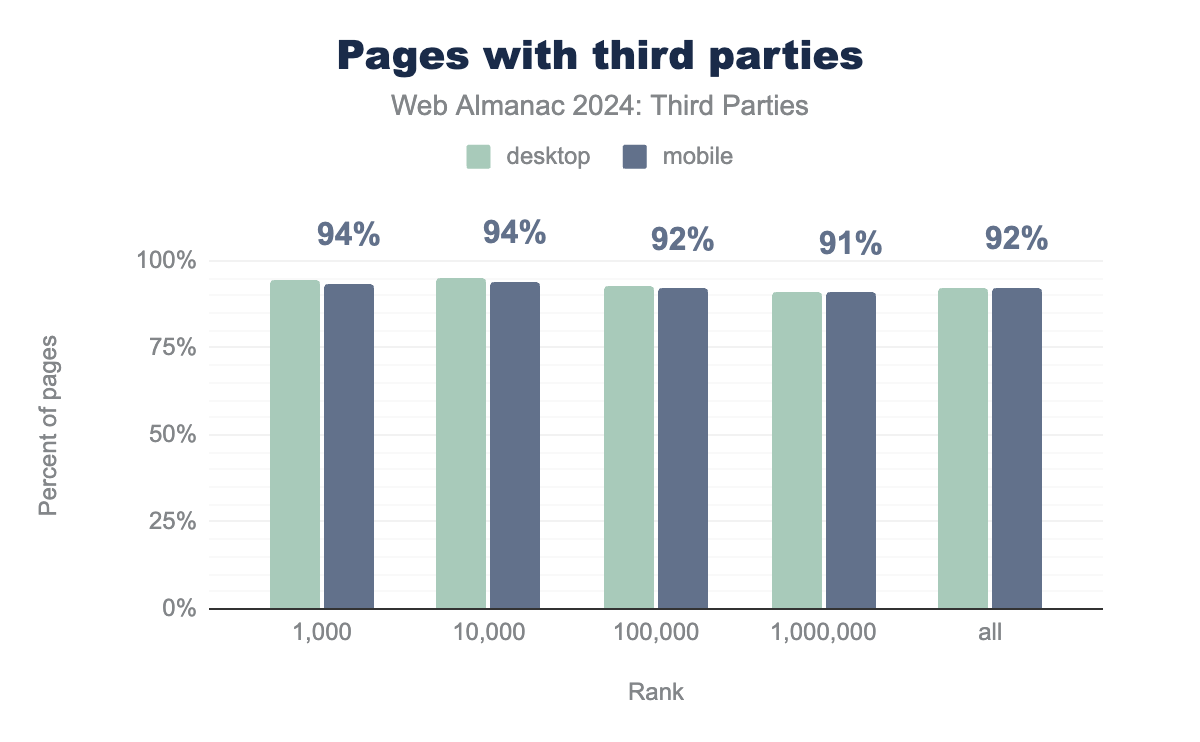 Pages with third parties
Web Almanac 2024: Third Parties
desktop mobile
94% 94% 92% 91% 92%
100%
75%
50%
25%
0%
Percent of pages
1,000 10,000 100,000 1,000,000 all
Rank